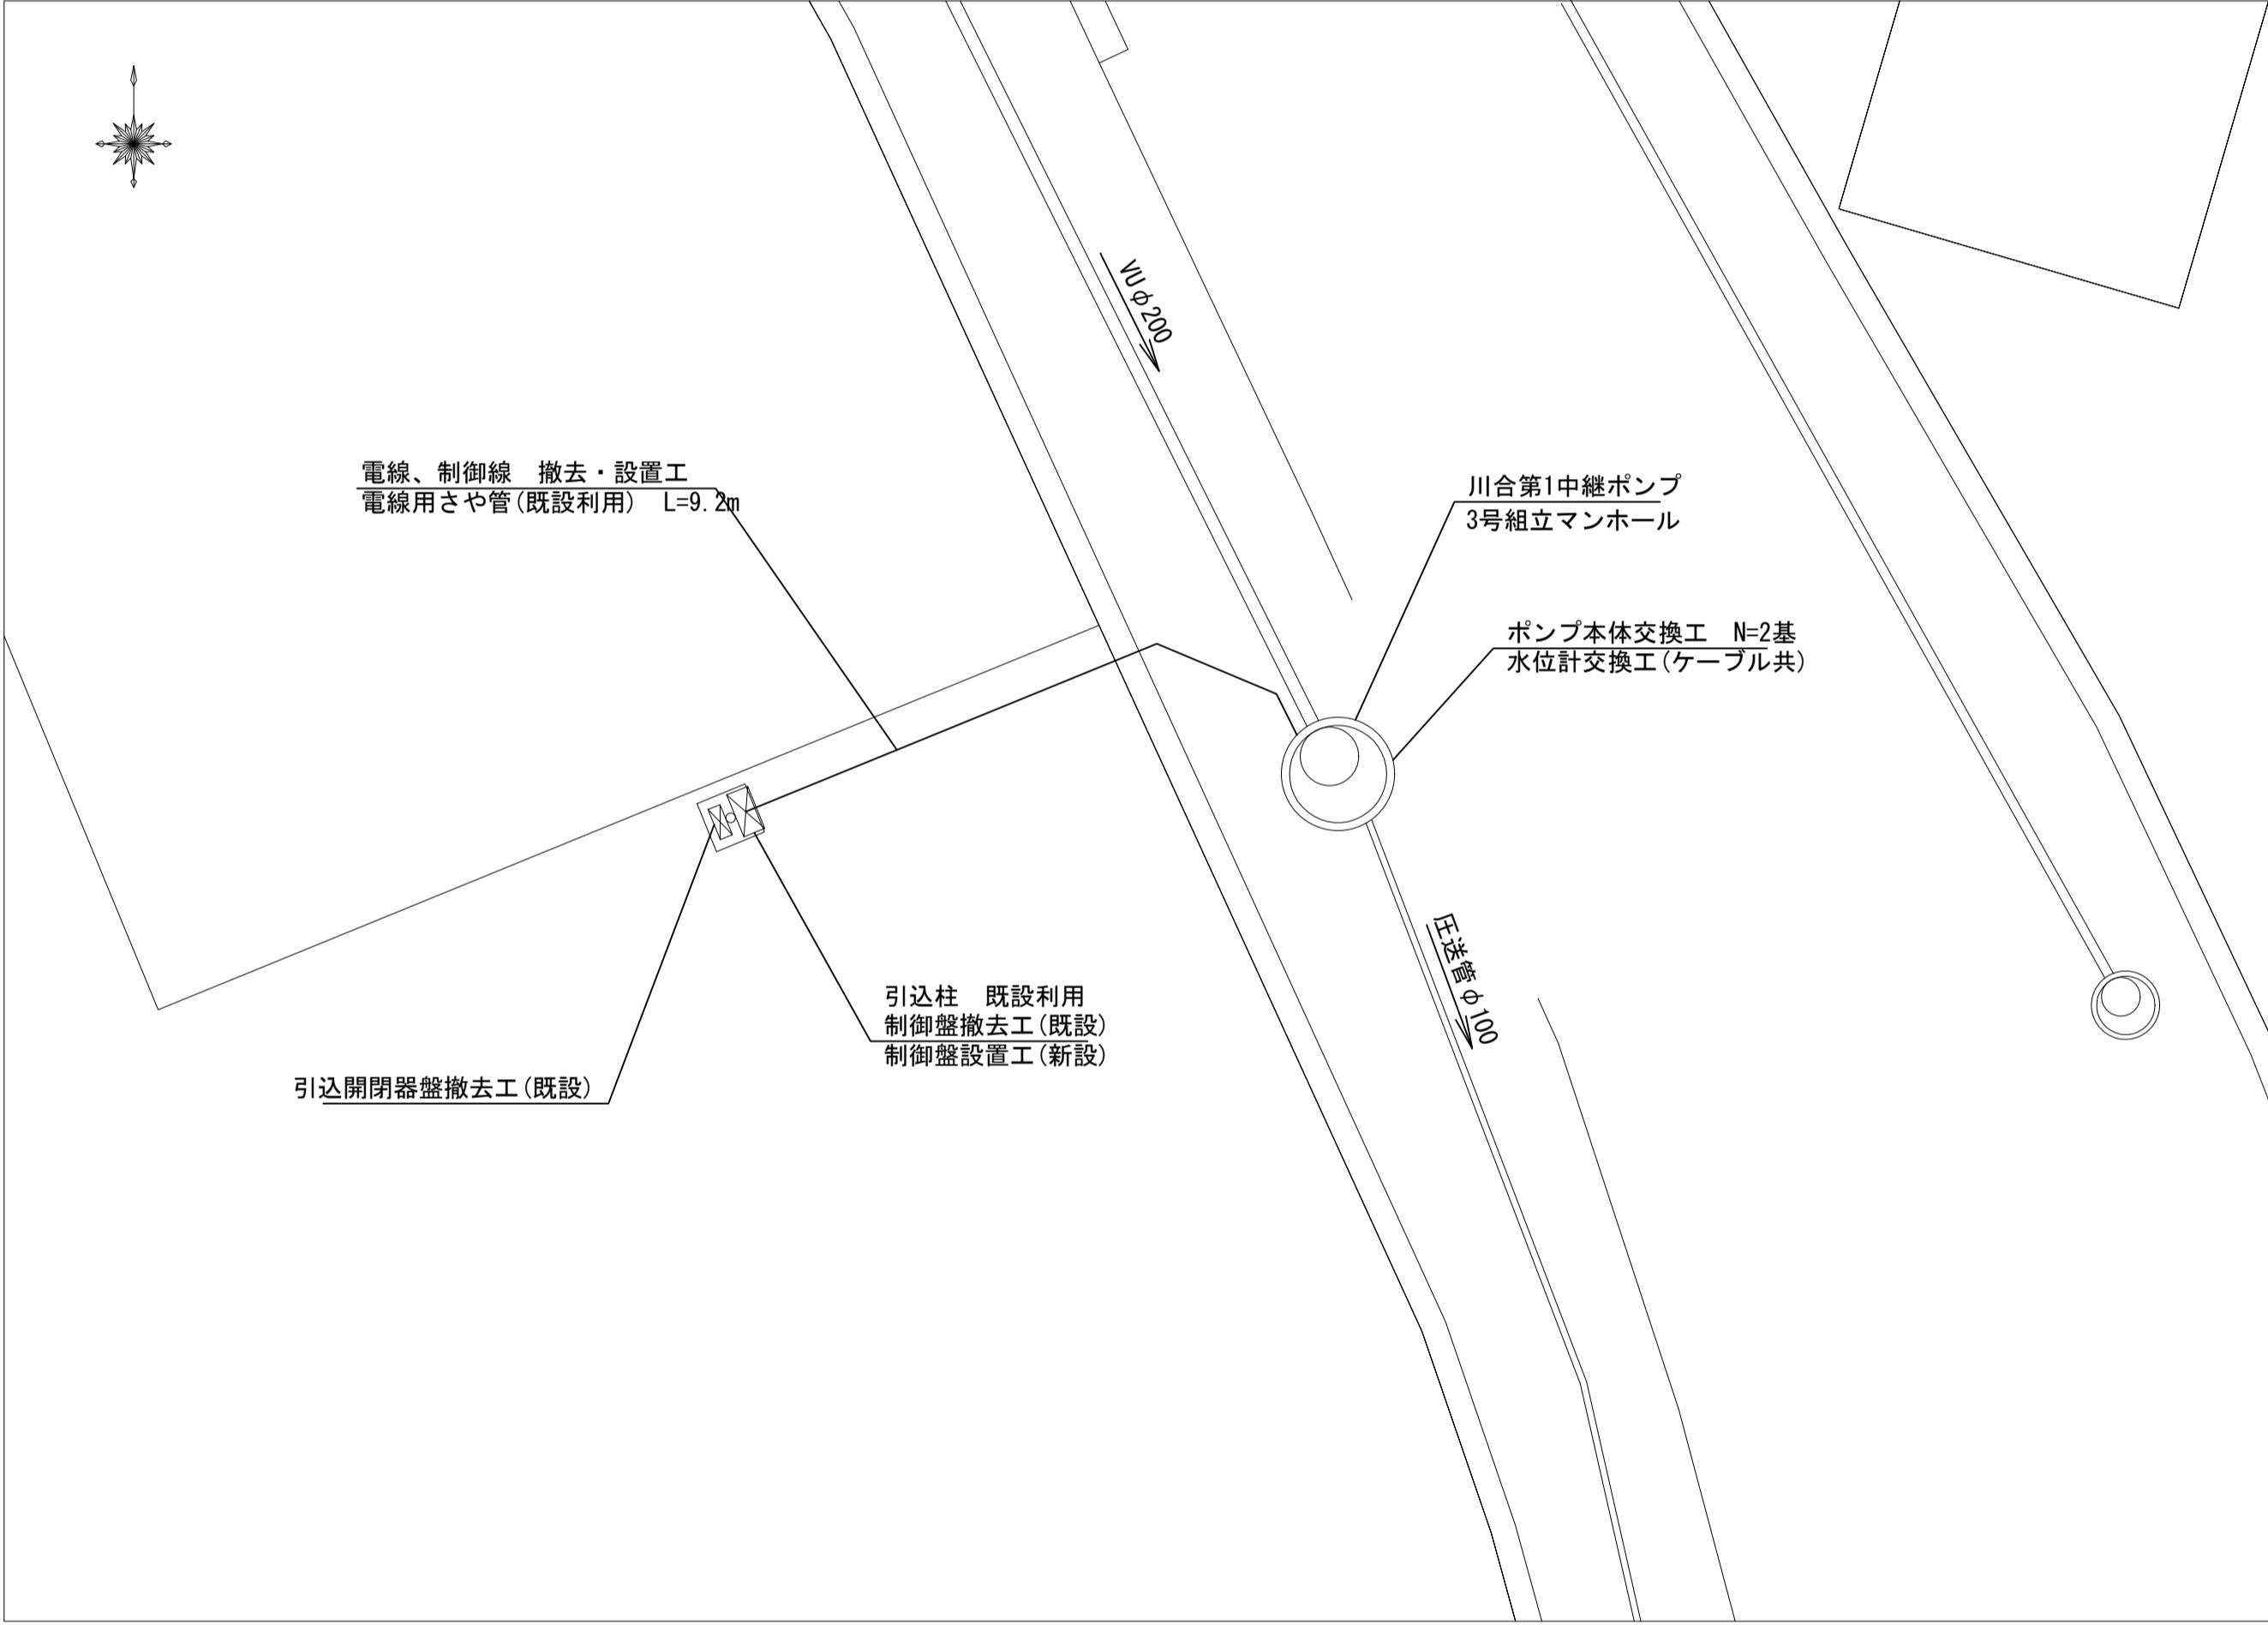 VUφ200
電線、制御線　撤去・設置工
電線用さや管(既設利用)　L=9.2m
川合第1中継ポンプ
3号組立マンホール
ポンプ本体交換工　N=2基
水位計交換工(ケーブル共)
圧送管φ100
引込柱　既設利用
制御盤撤去工(既設)
制御盤設置工(新設)
引込開閉器盤撤去工(既設)